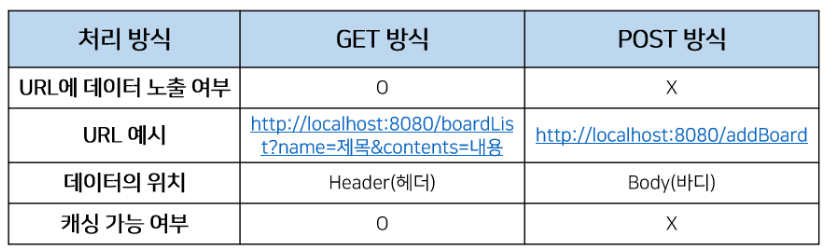 처리 방식 GET 방식 POST 방식
URL에 데이터 노출 여부 O X
URL 예시 http://localhost:8080/boardLis
t?name=제목&contents=내용 http://localhost:8080/addBoard
데이터의 위치 Header(헤더) Body(바디)
캐싱 가능 여부 O X